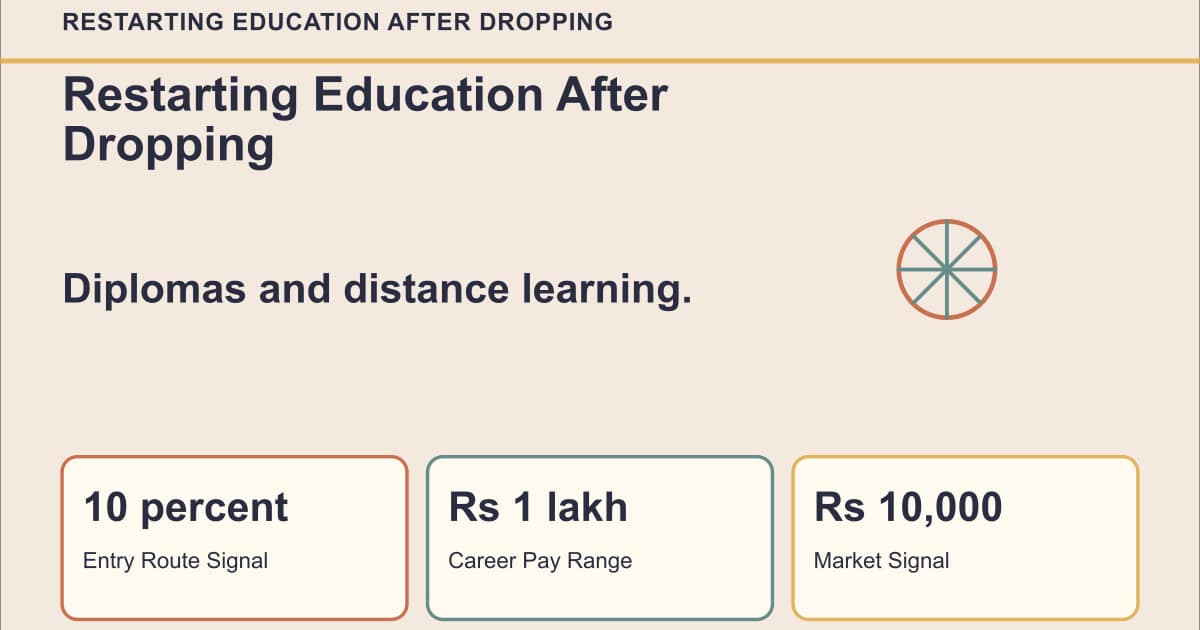 RESTARTING EDUCATION AFTER DROPPING
Restarting Education After
Dropping
Diplomas and distance learning.
10 percent
Entry Route Signal
Rs 1 lakh
Career Pay Range
Rs 10,000
Market Signal